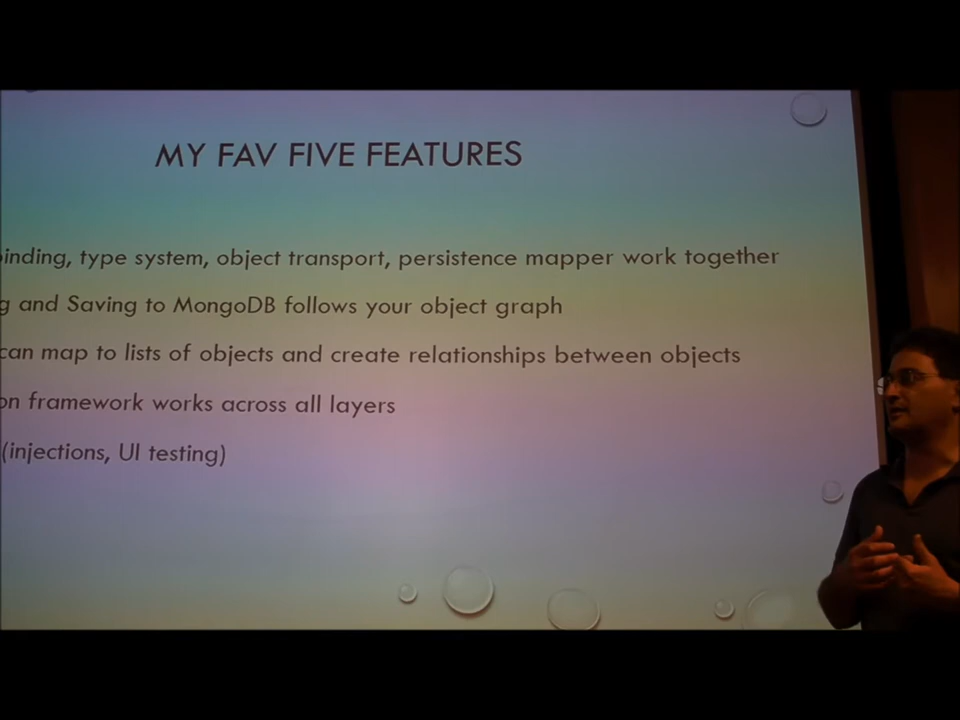 MY FAV FIVE FEATURES
inding, type system, object transport, persistence mapper work together
g and Saving to MongoDB follows your object graph
can map to lists of objects and create relationships between objects
on framework works across all layers
(injections, UI testing)